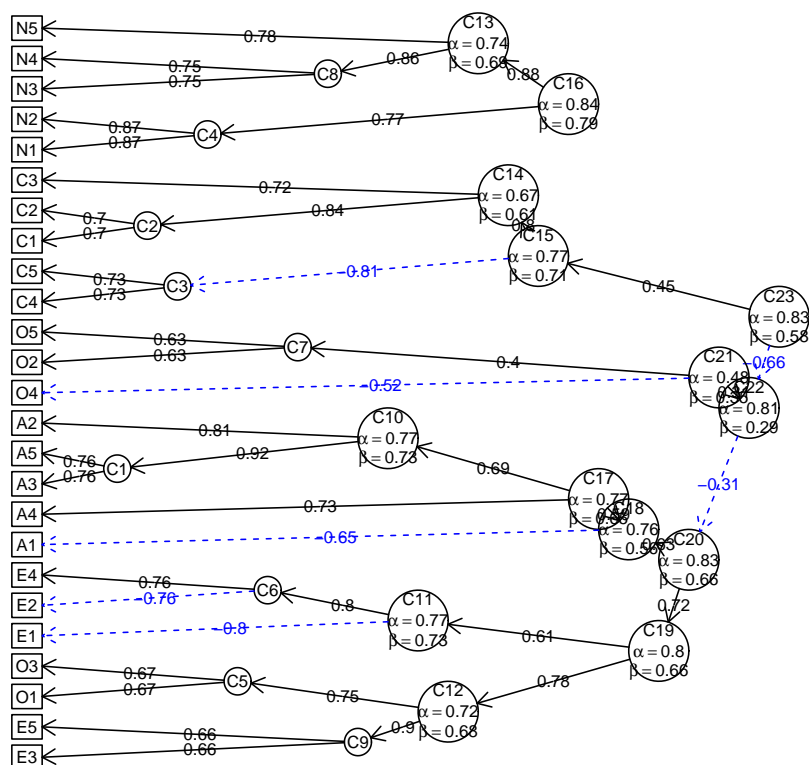 N5
N4
N3
N2
N1
C3
C2
C1
C5
C4
O5
O2
O4
A2
A5
A3
A4
A1
E4
E2
E1
O3
O1
E5
E3
0.78
0.75
0.75
C8
0.86
C13
α = 0.74
β = 0.69
0.88
C16
α = 0.84
β = 0.79
0.87
0.87
C4
0.77
0.72
C14
α = 0.67
β = 0.61
0.7
0.7
C2
0.84
C15
α = 0.77
β = 0.71
0.73
0.73
C3
−0.81
0.45
C23
α = 0.83
β = 0.58
0.63
0.63
C7
0.4
C21
α = 0.48
−0.66
−0.52
C22
α = 0.81
β = 0.29
0.81
C10
α = 0.77
β = 0.73
0.76
0.76
C1
0.92
0.69
−0.31
C17
α = 0.77
0.73
C18
α = 0.76
β = 0.56
−0.65
0.63
C20
α = 0.83
β = 0.66
0.76
−0.76
C6
0.8
C11
α = 0.77
β = 0.73
−0.8
0.72
0.61
C19
α = 0.8
β = 0.66
0.67
0.67
C5
0.75
0.78
C12
α = 0.72
β = 0.68
0.66
0.66
C9
0.9